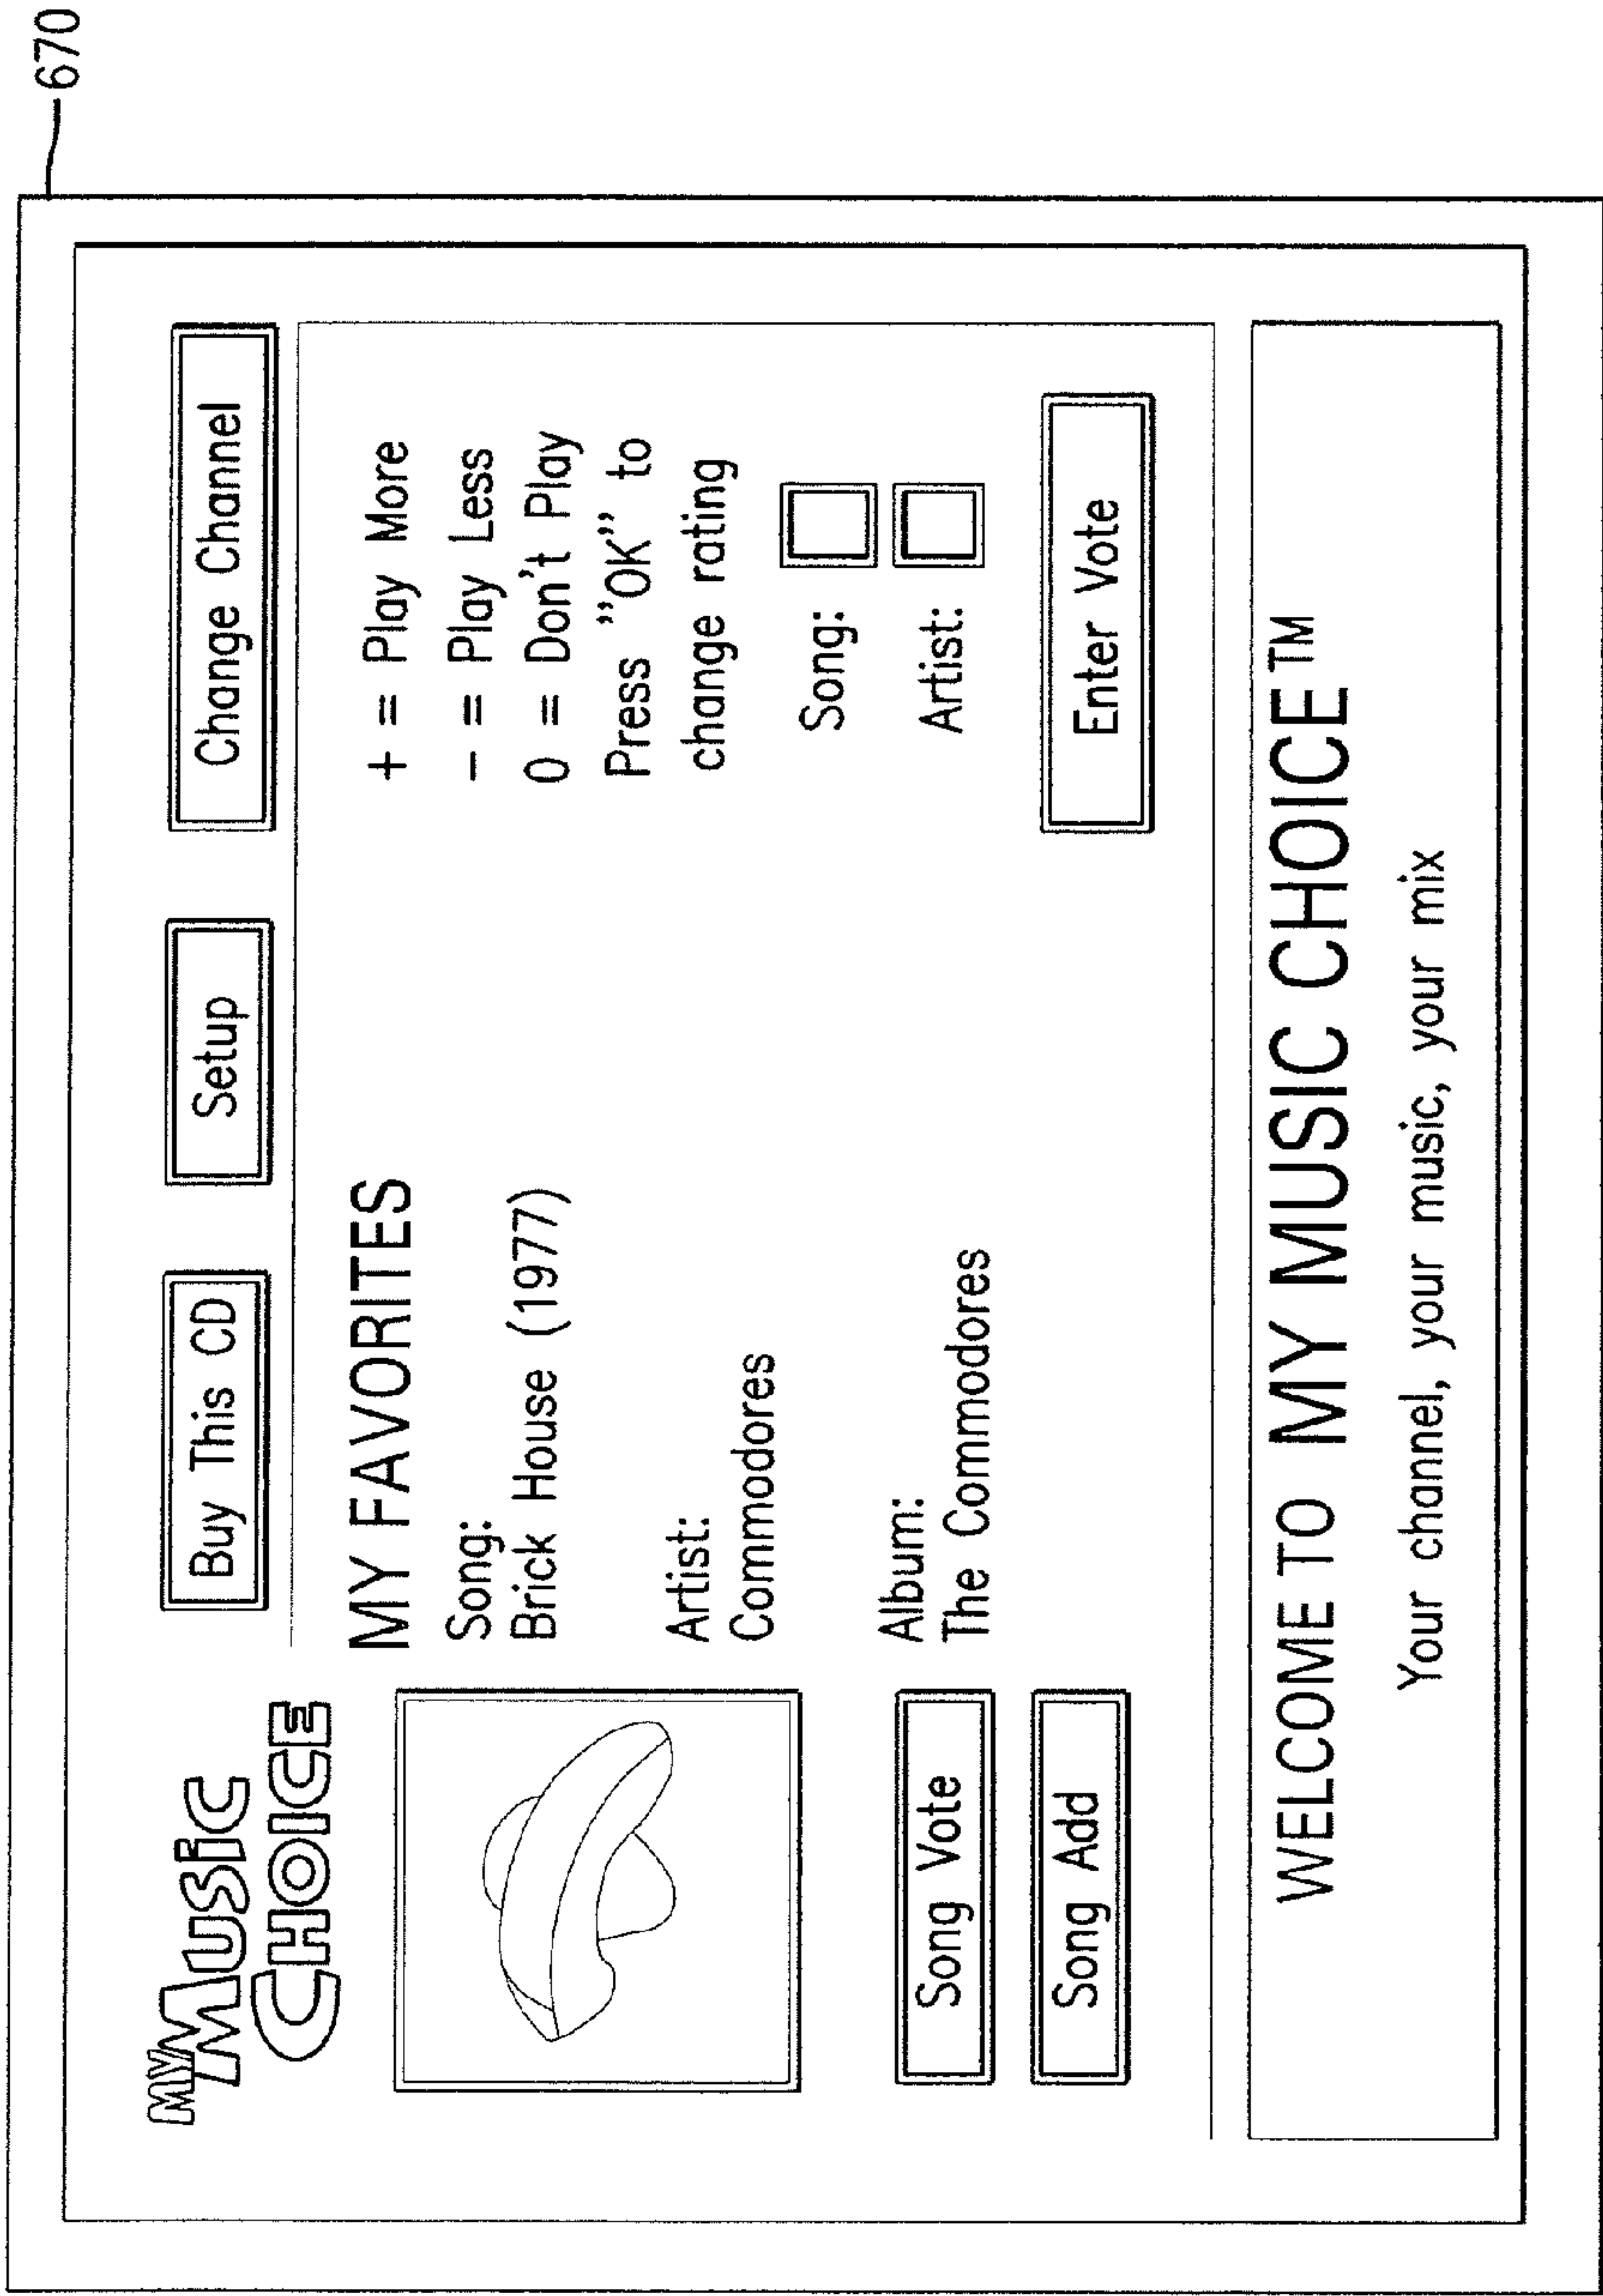 670
MY MUSIC
CHOICE
Buy This CD
Setup
Change Channel
MY FAVORITES
Song:
Brick House (1977)
Artist:
Commodores
Album:
The Commodores
+ = Play More
- = Play Less
0 = Don't Play
Press "OK" to
change rating
Song:
Artist:
Enter Vote
Song Vote
Song Add
WELCOME TO MY MUSIC CHOICE™
Your channel, your music, your mix